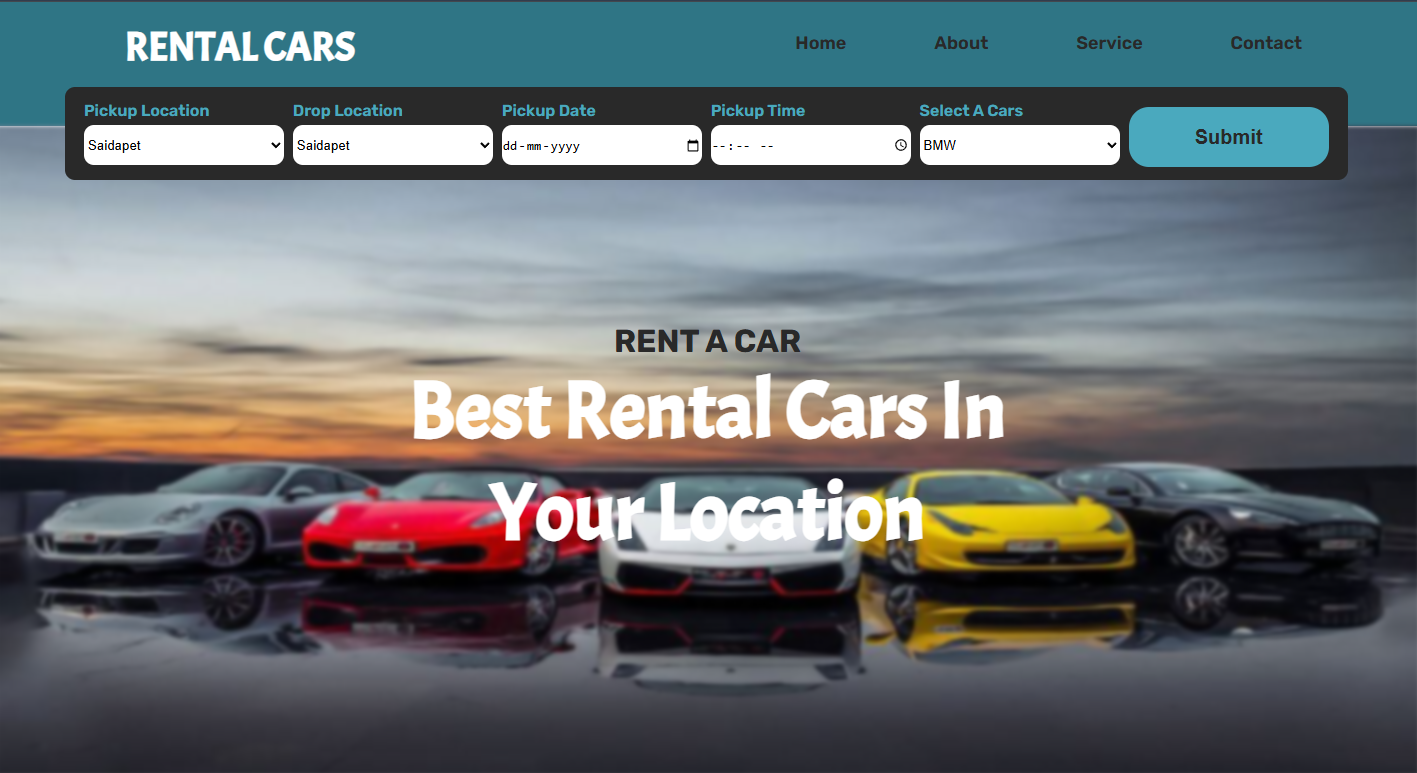 RENTAL CARS
Home About Service Contact
Pickup Location Drop Location Pickup Date Pickup Time Select A Cars
Saidapet Saidapet dd-mm-yyyy --:-- -- BMW Submit
RENT A CAR
Best Rental Cars In
Your Location